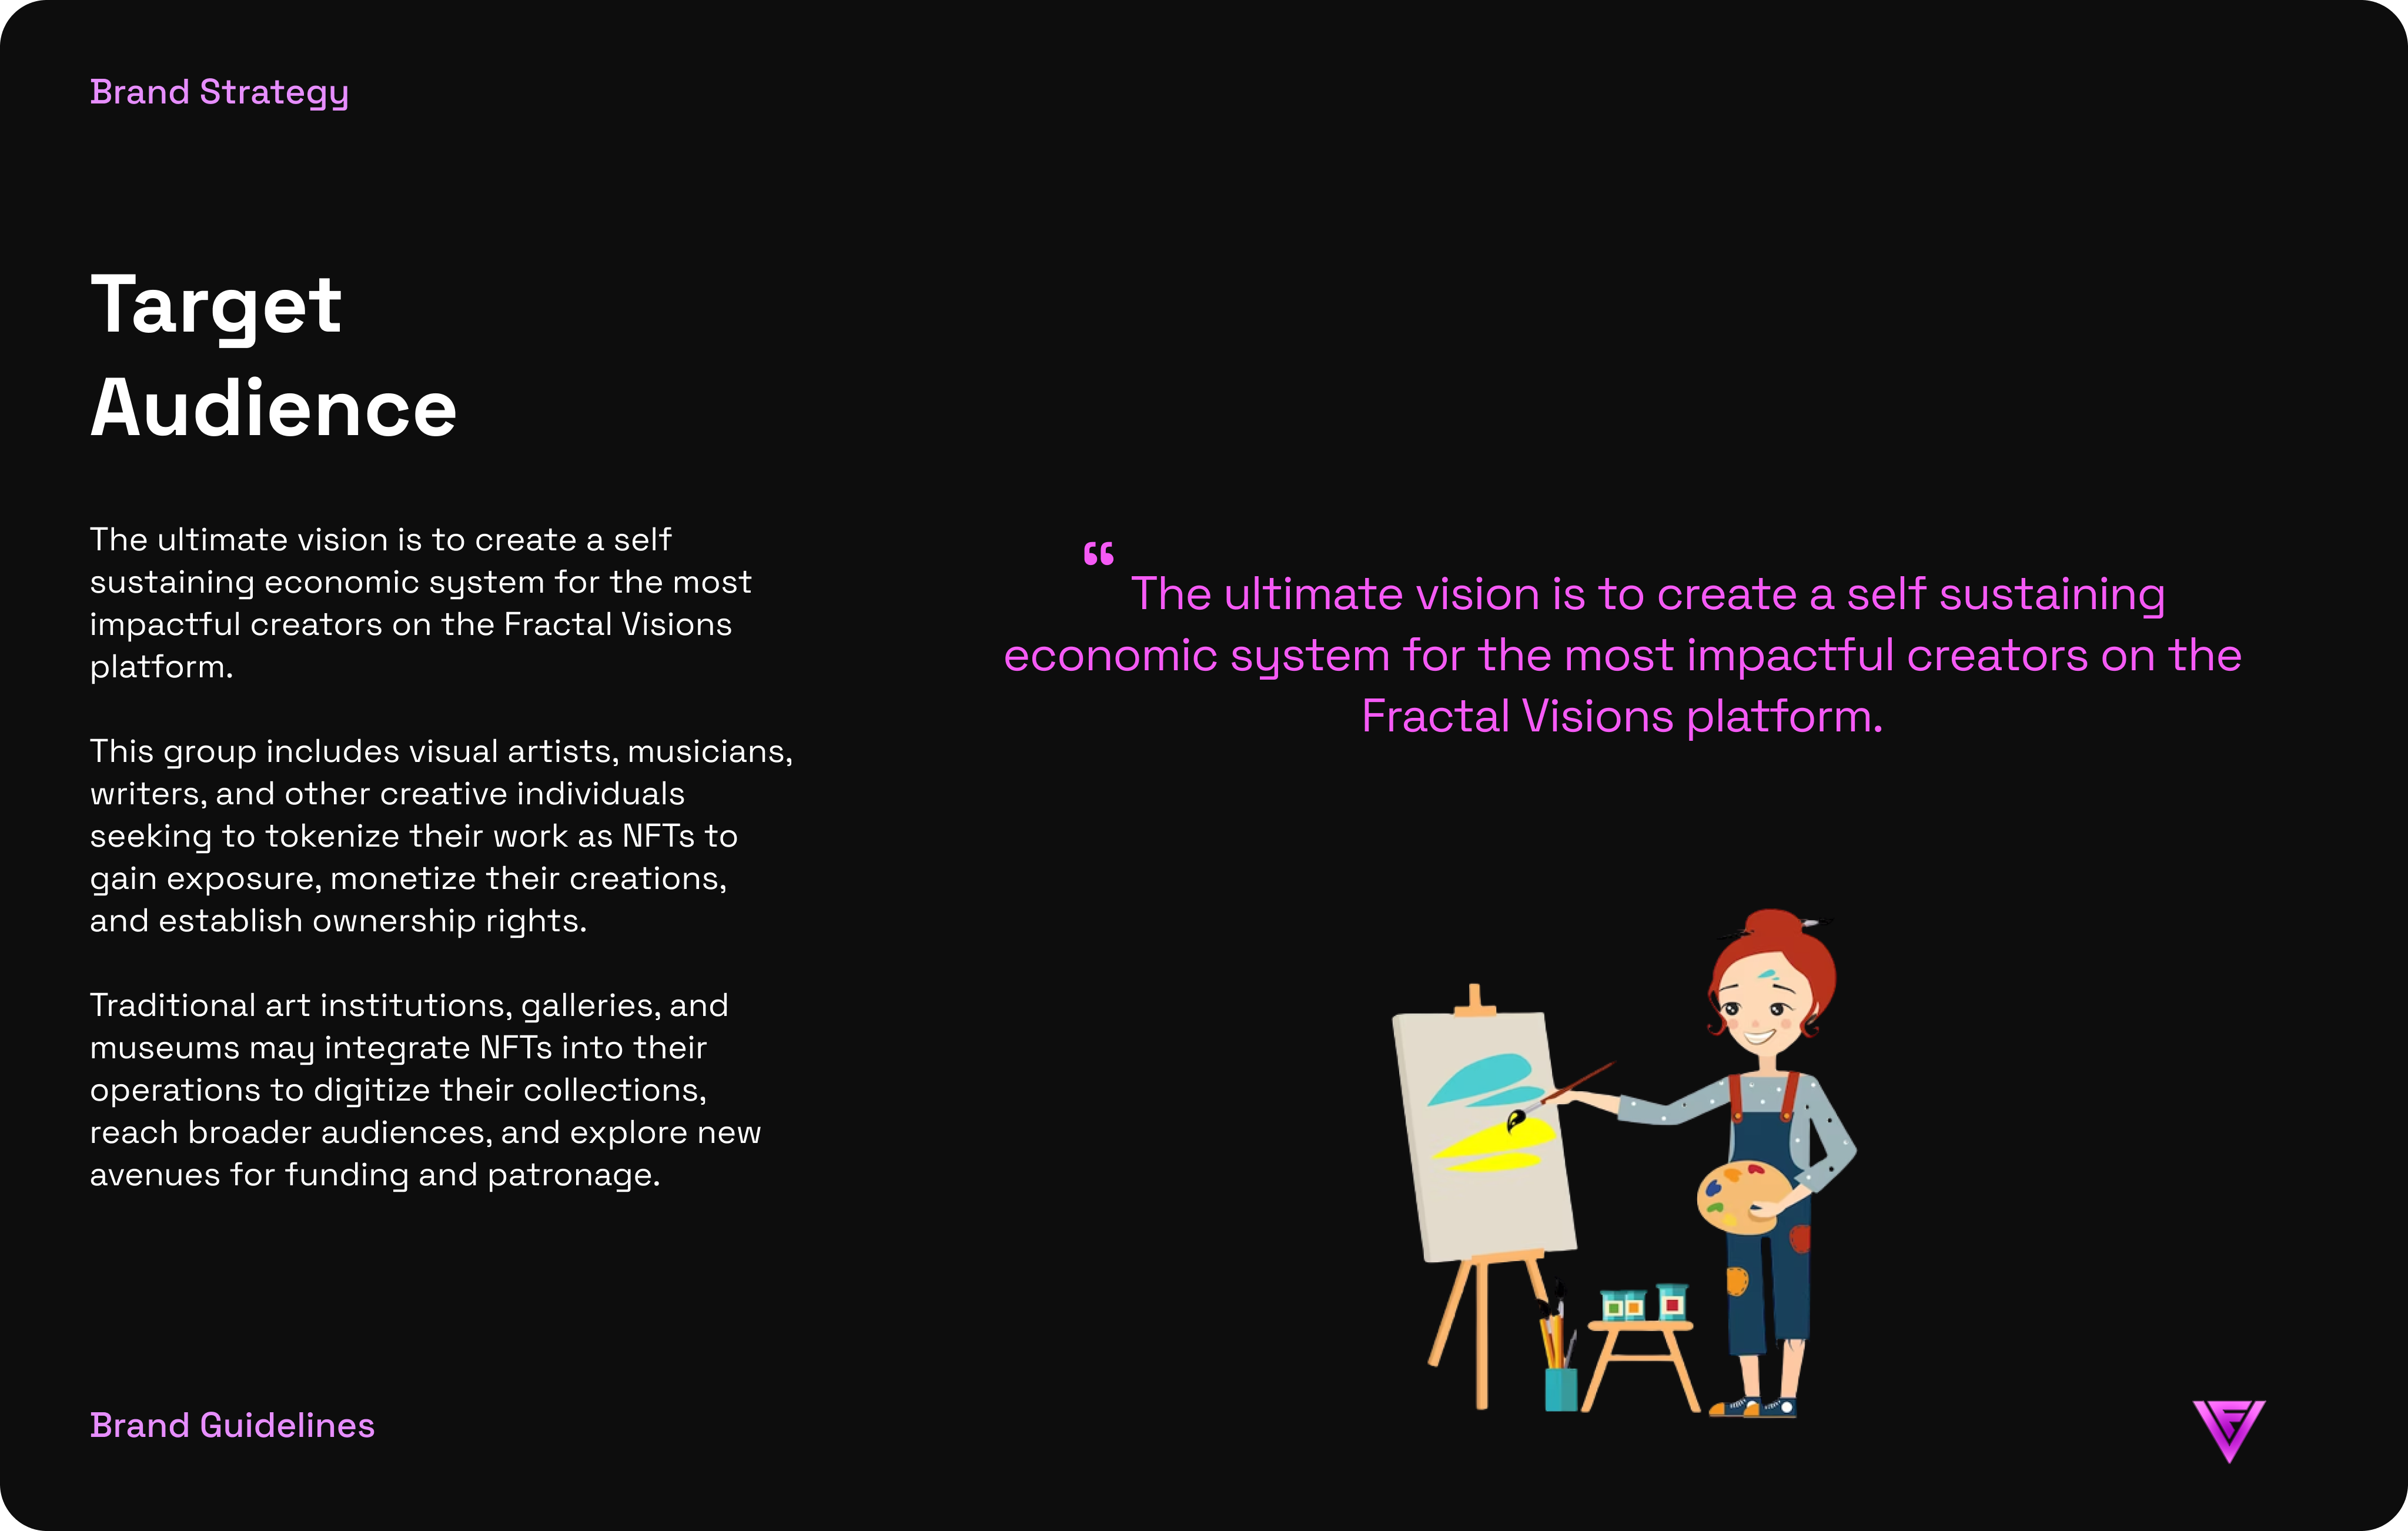 Brand Strategy
Target
Audience
The ultimate vision is to create a self
sustaining economic system for the most
impactful creators on the Fractal Visions
platform.
This group includes visual artists, musicians,
writers, and other creative individuals
seeking to tokenize their work as NFTs to
gain exposure, monetize their creations,
and establish ownership rights.
Traditional art institutions, galleries, and
museums may integrate NFTs into their
operations to digitize their collections,
reach broader audiences, and explore new
avenues for funding and patronage.
“ The ultimate vision is to create a self sustaining
economic system for the most impactful creators on the
Fractal Visions platform.
Brand Guidelines